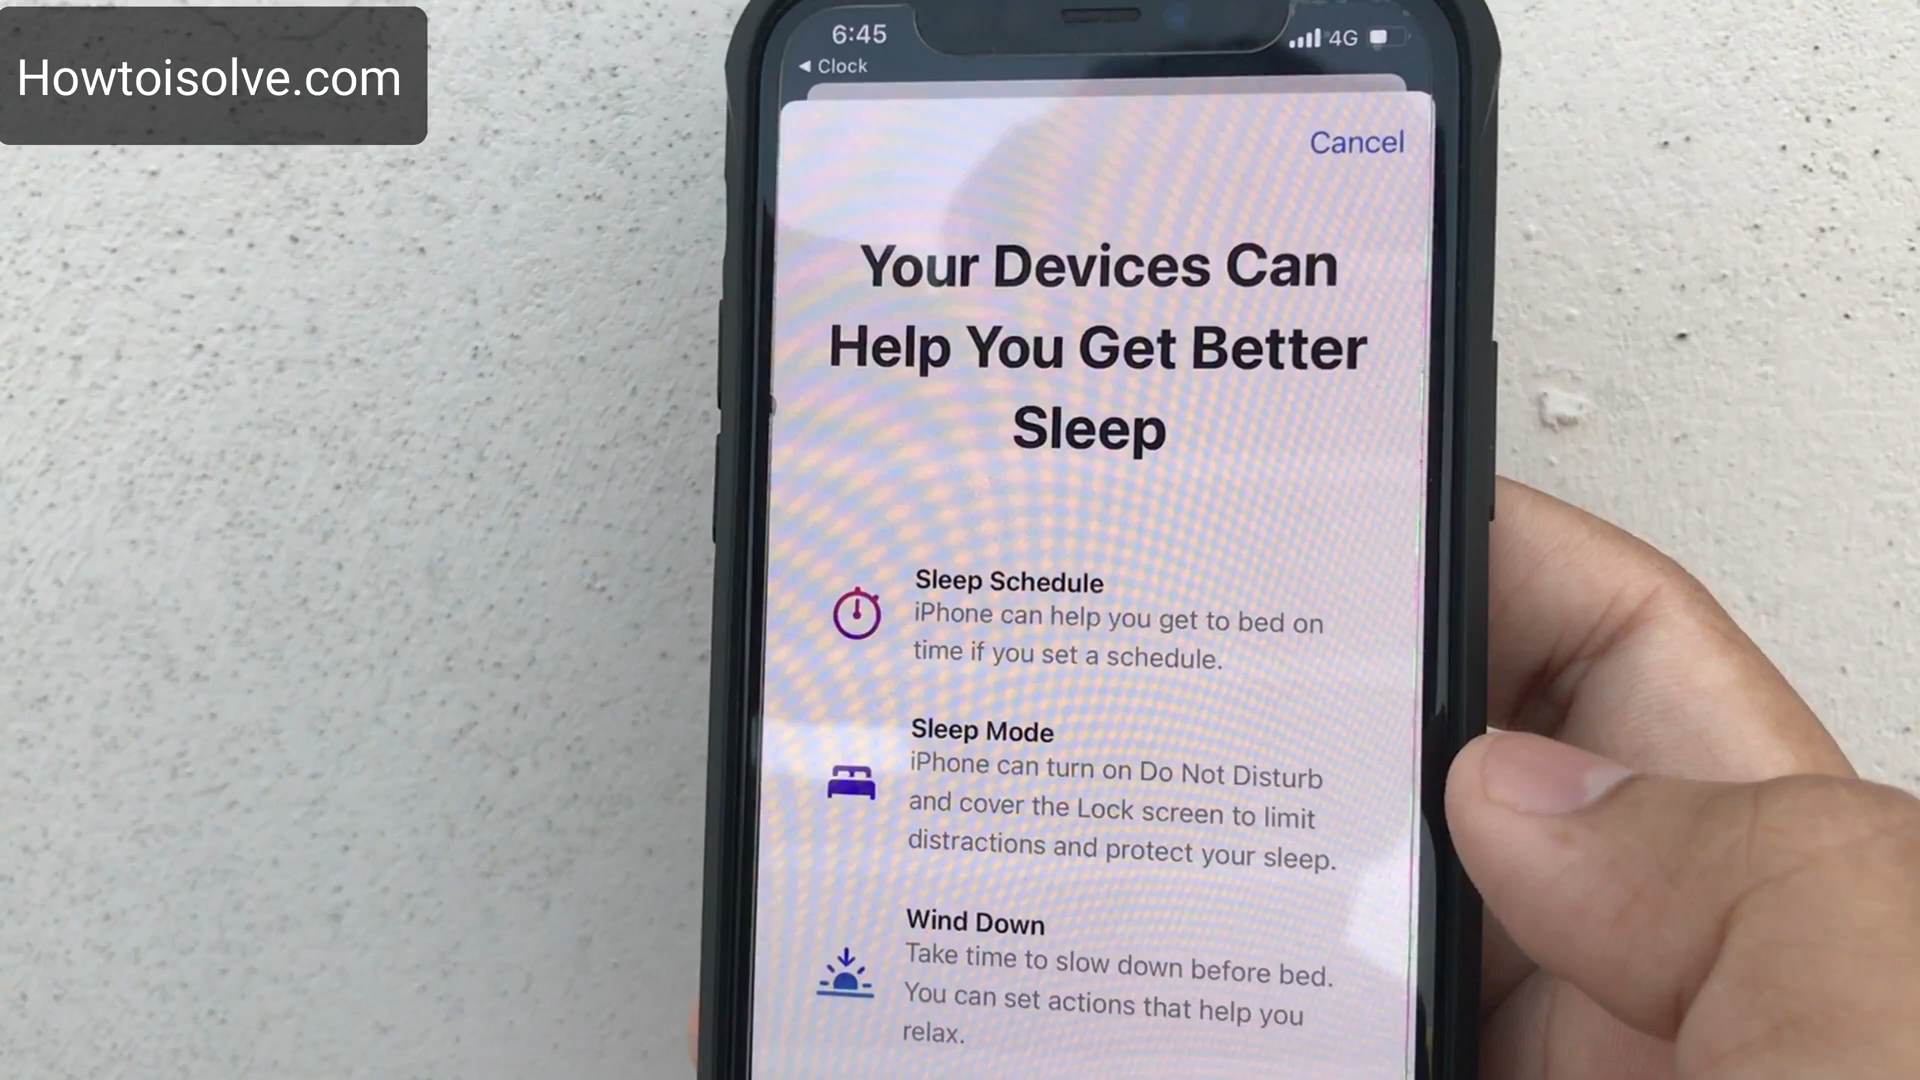 Howtoisolve.com
6:45
4G
◀ Clock
Cancel
Your Devices Can
Help You Get Better
Sleep
Sleep Schedule
iPhone can help you get to bed on
time if you set a schedule.
Sleep Mode
iPhone can turn on Do Not Disturb
and cover the Lock screen to limit
distractions and protect your sleep.
Wind Down
Take time to slow down before bed.
You can set actions that help you
relax.